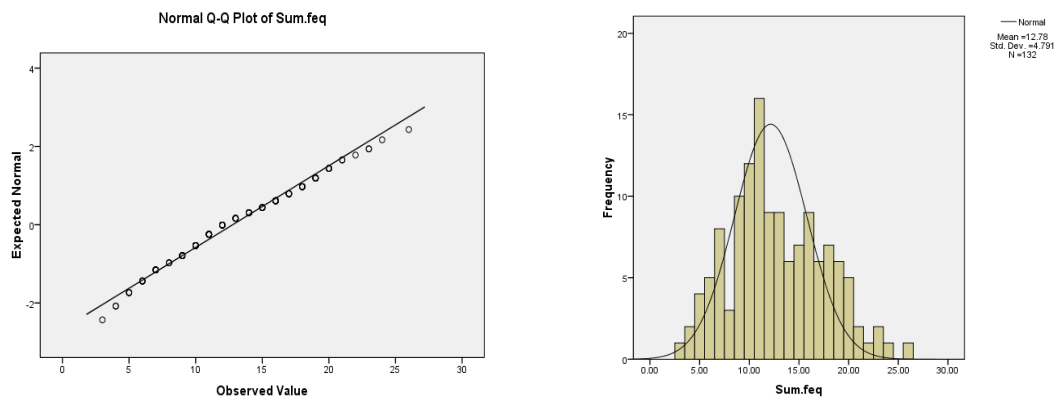 Normal Q-Q Plot of Sum.feq
4
2
0
-2
0 5 10 15 20 25 30
Expected Normal
Observed Value
20
15
10
5
0
0.00 5.00 10.00 15.00 20.00 25.00 30.00
Frequency
Sum.feq
Normal
Mean =12.78
Std. Dev. =4.791
N =132